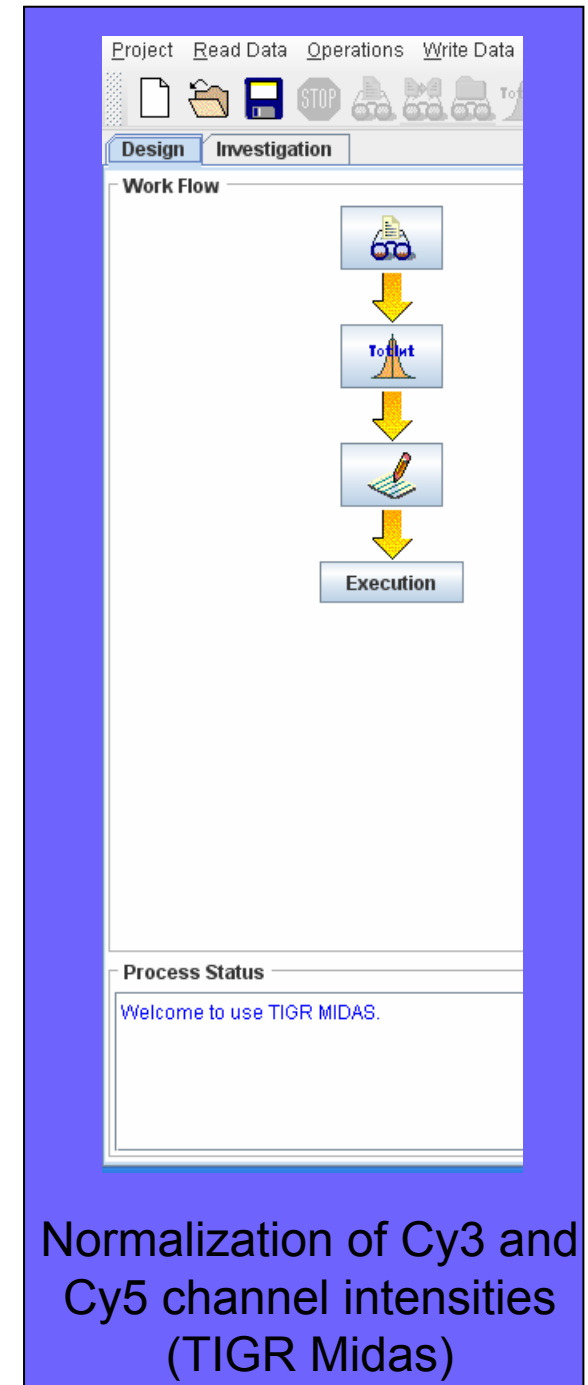 Project Read Data Operations Write Data
STOP
Design Investigation
Work Flow
TotInt
Execution
Process Status
Welcome to use TIGR MIDAS.
Normalization of Cy3 and
Cy5 channel intensities
(TIGR Midas)